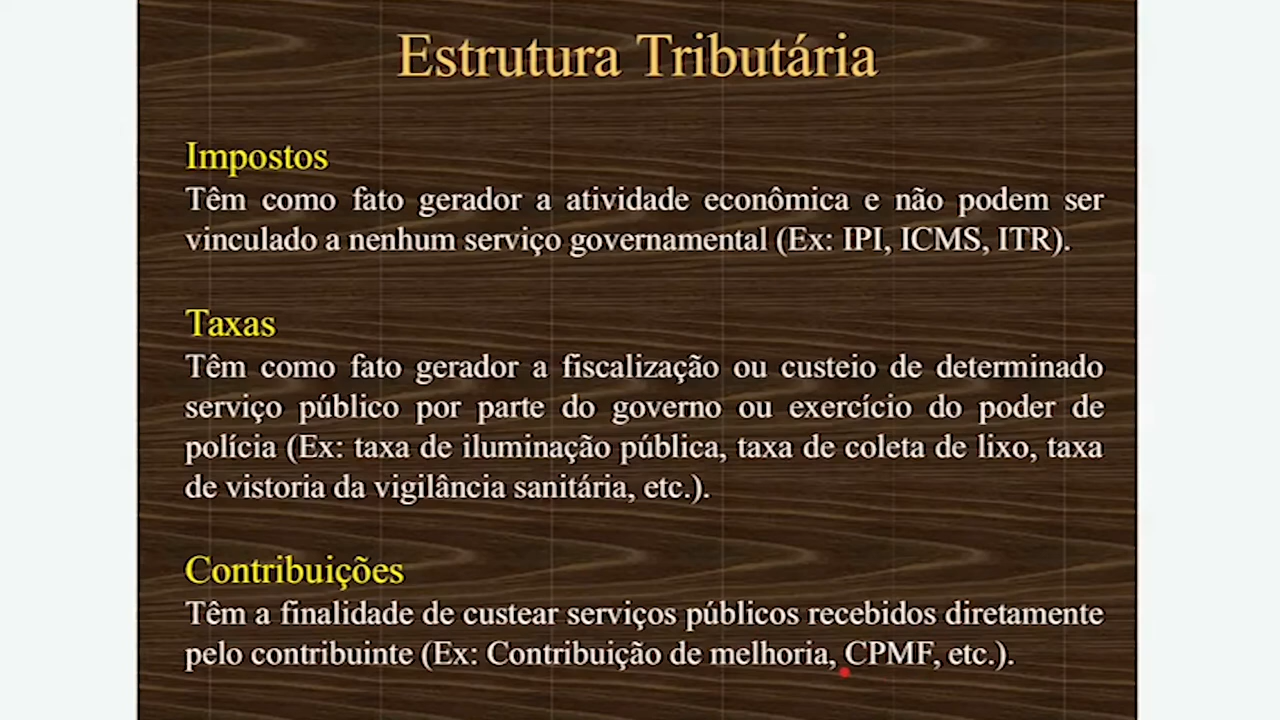 Estrutura Tributária
Impostos
Têm como fato gerador a atividade econômica e não podem ser
vinculado a nenhum serviço governamental (Ex: IPI, ICMS, ITR).
Taxas
Têm como fato gerador a fiscalização ou custeio de determinado
serviço público por parte do governo ou exercício do poder de
polícia (Ex: taxa de iluminação pública, taxa de coleta de lixo, taxa
de vistoria da vigilância sanitária, etc.).
Contribuições
Têm a finalidade de custear serviços públicos recebidos diretamente
pelo contribuinte (Ex: Contribuição de melhoria, CPMF, etc.).